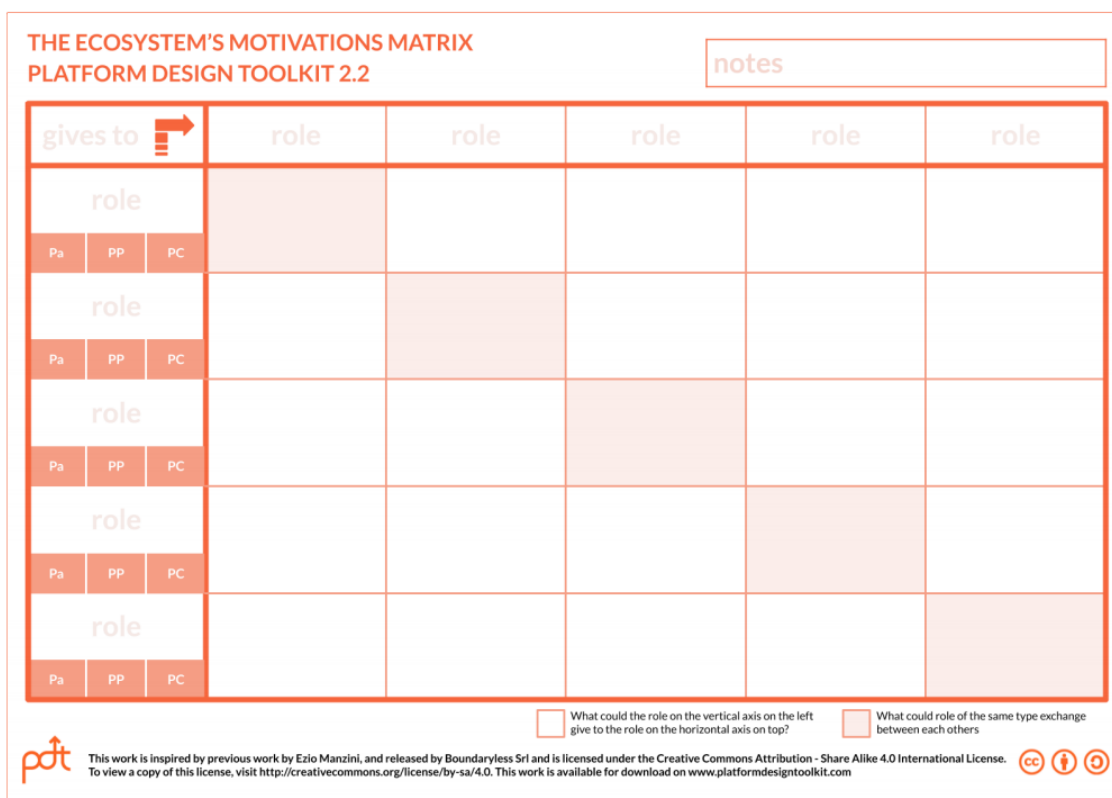 THE ECOSYSTEM'S MOTIVATIONS MATRIX
PLATFORM DESIGN TOOLKIT 2.2
notes
gives to role role role role role
role
Pa PP PC
role
Pa PP PC
role
Pa PP PC
role
Pa PP PC
role
Pa PP PC
What could the role on the vertical axis on the left
give to the role on the horizontal axis on top?
What could role of the same type exchange
between each others
pdt
This work is inspired by previous work by Ezio Manzini, and released by Boundaryless Srl and is licensed under the Creative Commons Attribution - Share Alike 4.0 International License.
To view a copy of this license, visit http://creativecommons.org/license/by-sa/4.0. This work is available for download on www.platformdesigntoolkit.com
cc